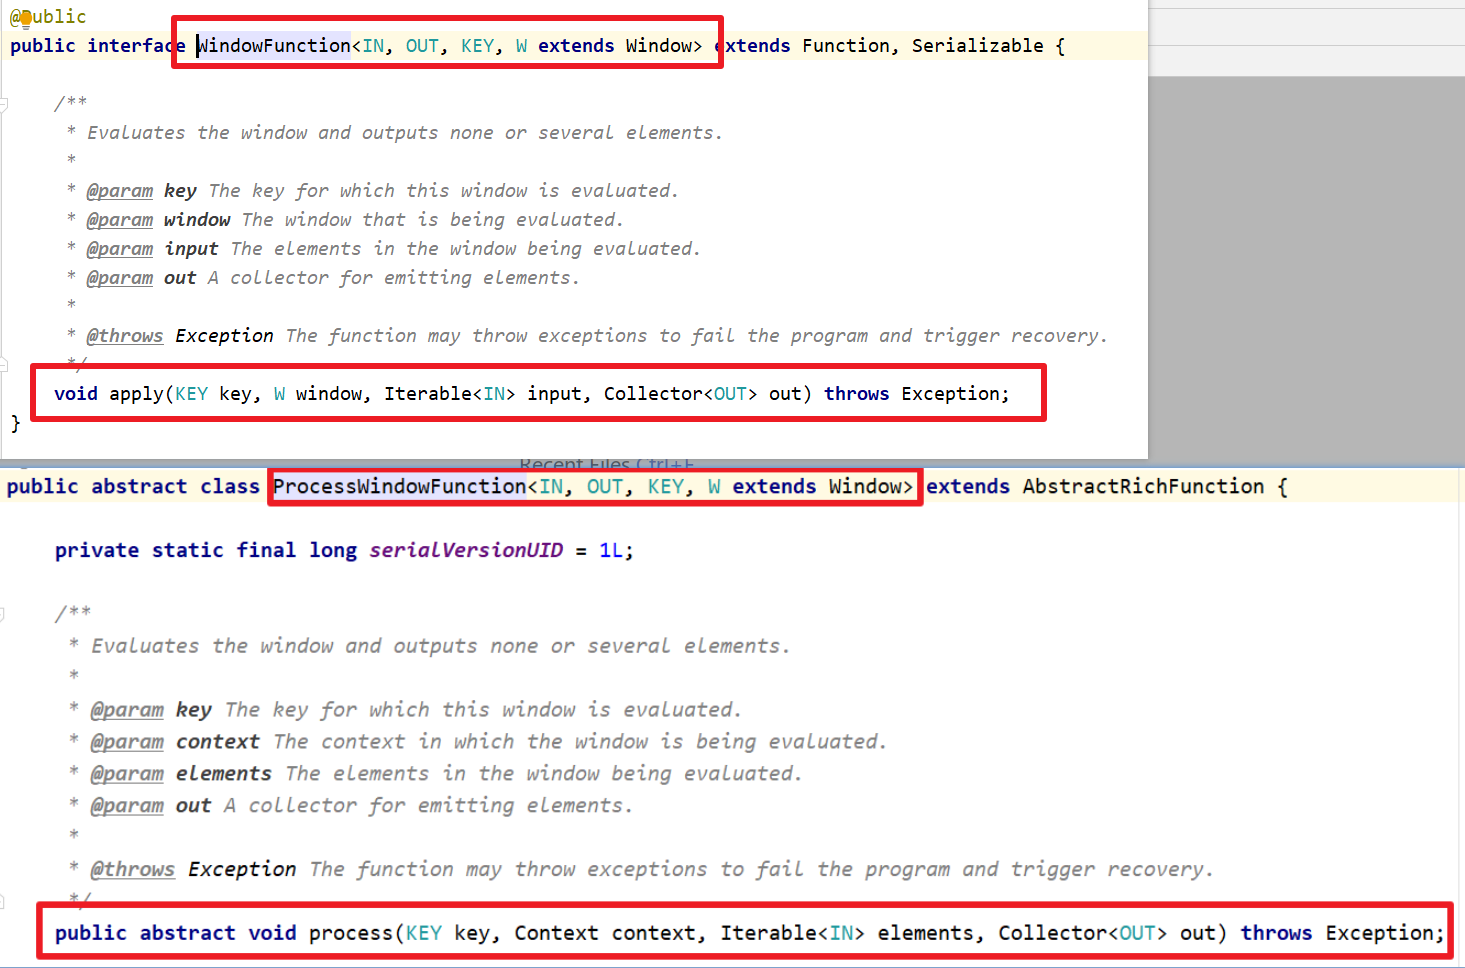 @Public
public interface WindowFunction<IN, OUT, KEY, W extends Window> extends Function, Serializable {
/**
* Evaluates the window and outputs none or several elements.
*
* @param key The key for which this window is evaluated.
* @param window The window that is being evaluated.
* @param input The elements in the window being evaluated.
* @param out A collector for emitting elements.
*
* @throws Exception The function may throw exceptions to fail the program and trigger recovery.
*/
void apply(KEY key, W window, Iterable<IN> input, Collector<OUT> out) throws Exception;
}
Recent Files Ctrl+E
public abstract class ProcessWindowFunction<IN, OUT, KEY, W extends Window> extends AbstractRichFunction {
private static final long serialVersionUID = 1L;
/**
* Evaluates the window and outputs none or several elements.
*
* @param key The key for which this window is evaluated.
* @param context The context in which the window is being evaluated.
* @param elements The elements in the window being evaluated.
* @param out A collector for emitting elements.
*
* @throws Exception The function may throw exceptions to fail the program and trigger recovery.
*/
public abstract void process(KEY key, Context context, Iterable<IN> elements, Collector<OUT> out) throws Exception;